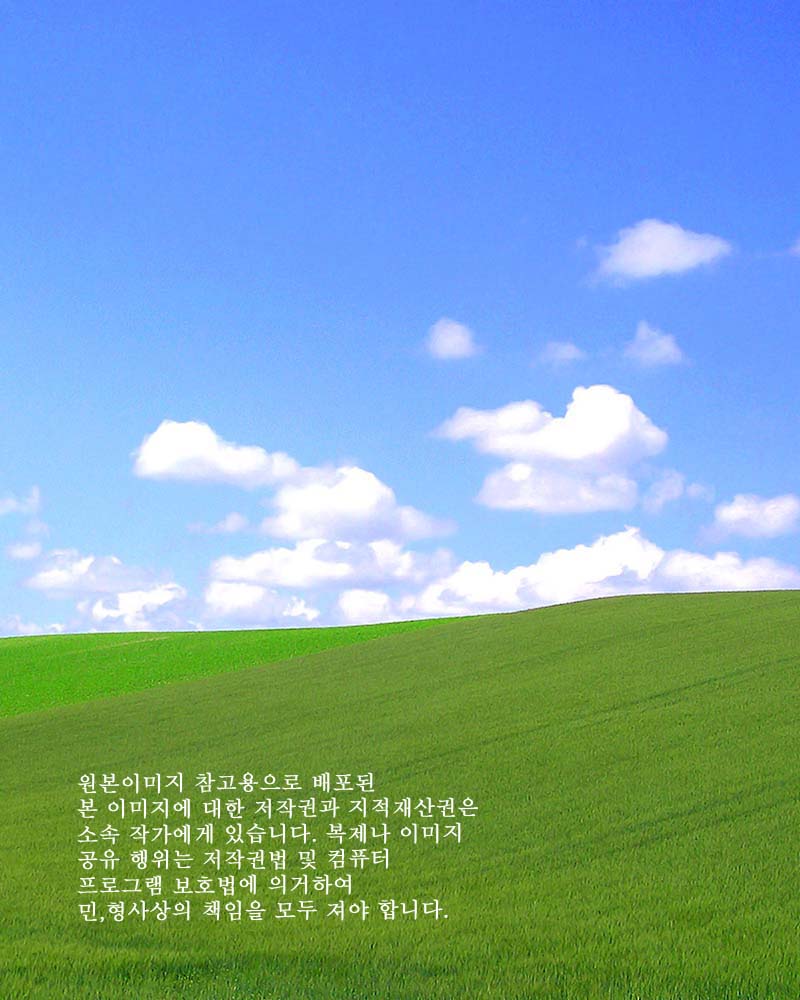 원본이미지 참고용으로 배포된
본 이미지에 대한 저작권과 지적재산권은
소속 작가에게 있습니다. 복제나 이미지
공유 행위는 저작권법 및 컴퓨터
프로그램 보호법에 의거하여
민,형사상의 책임을 모두 져야 합니다.